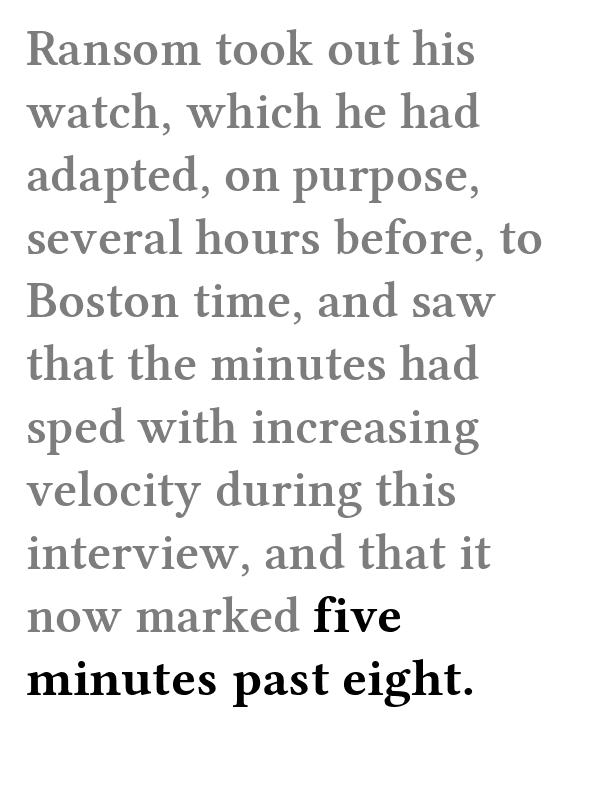 Ransom took out his
watch, which he had
adapted, on purpose,
several hours before, to
Boston time, and saw
that the minutes had
sped with increasing
velocity during this
interview, and that it
now marked five
minutes past eight.